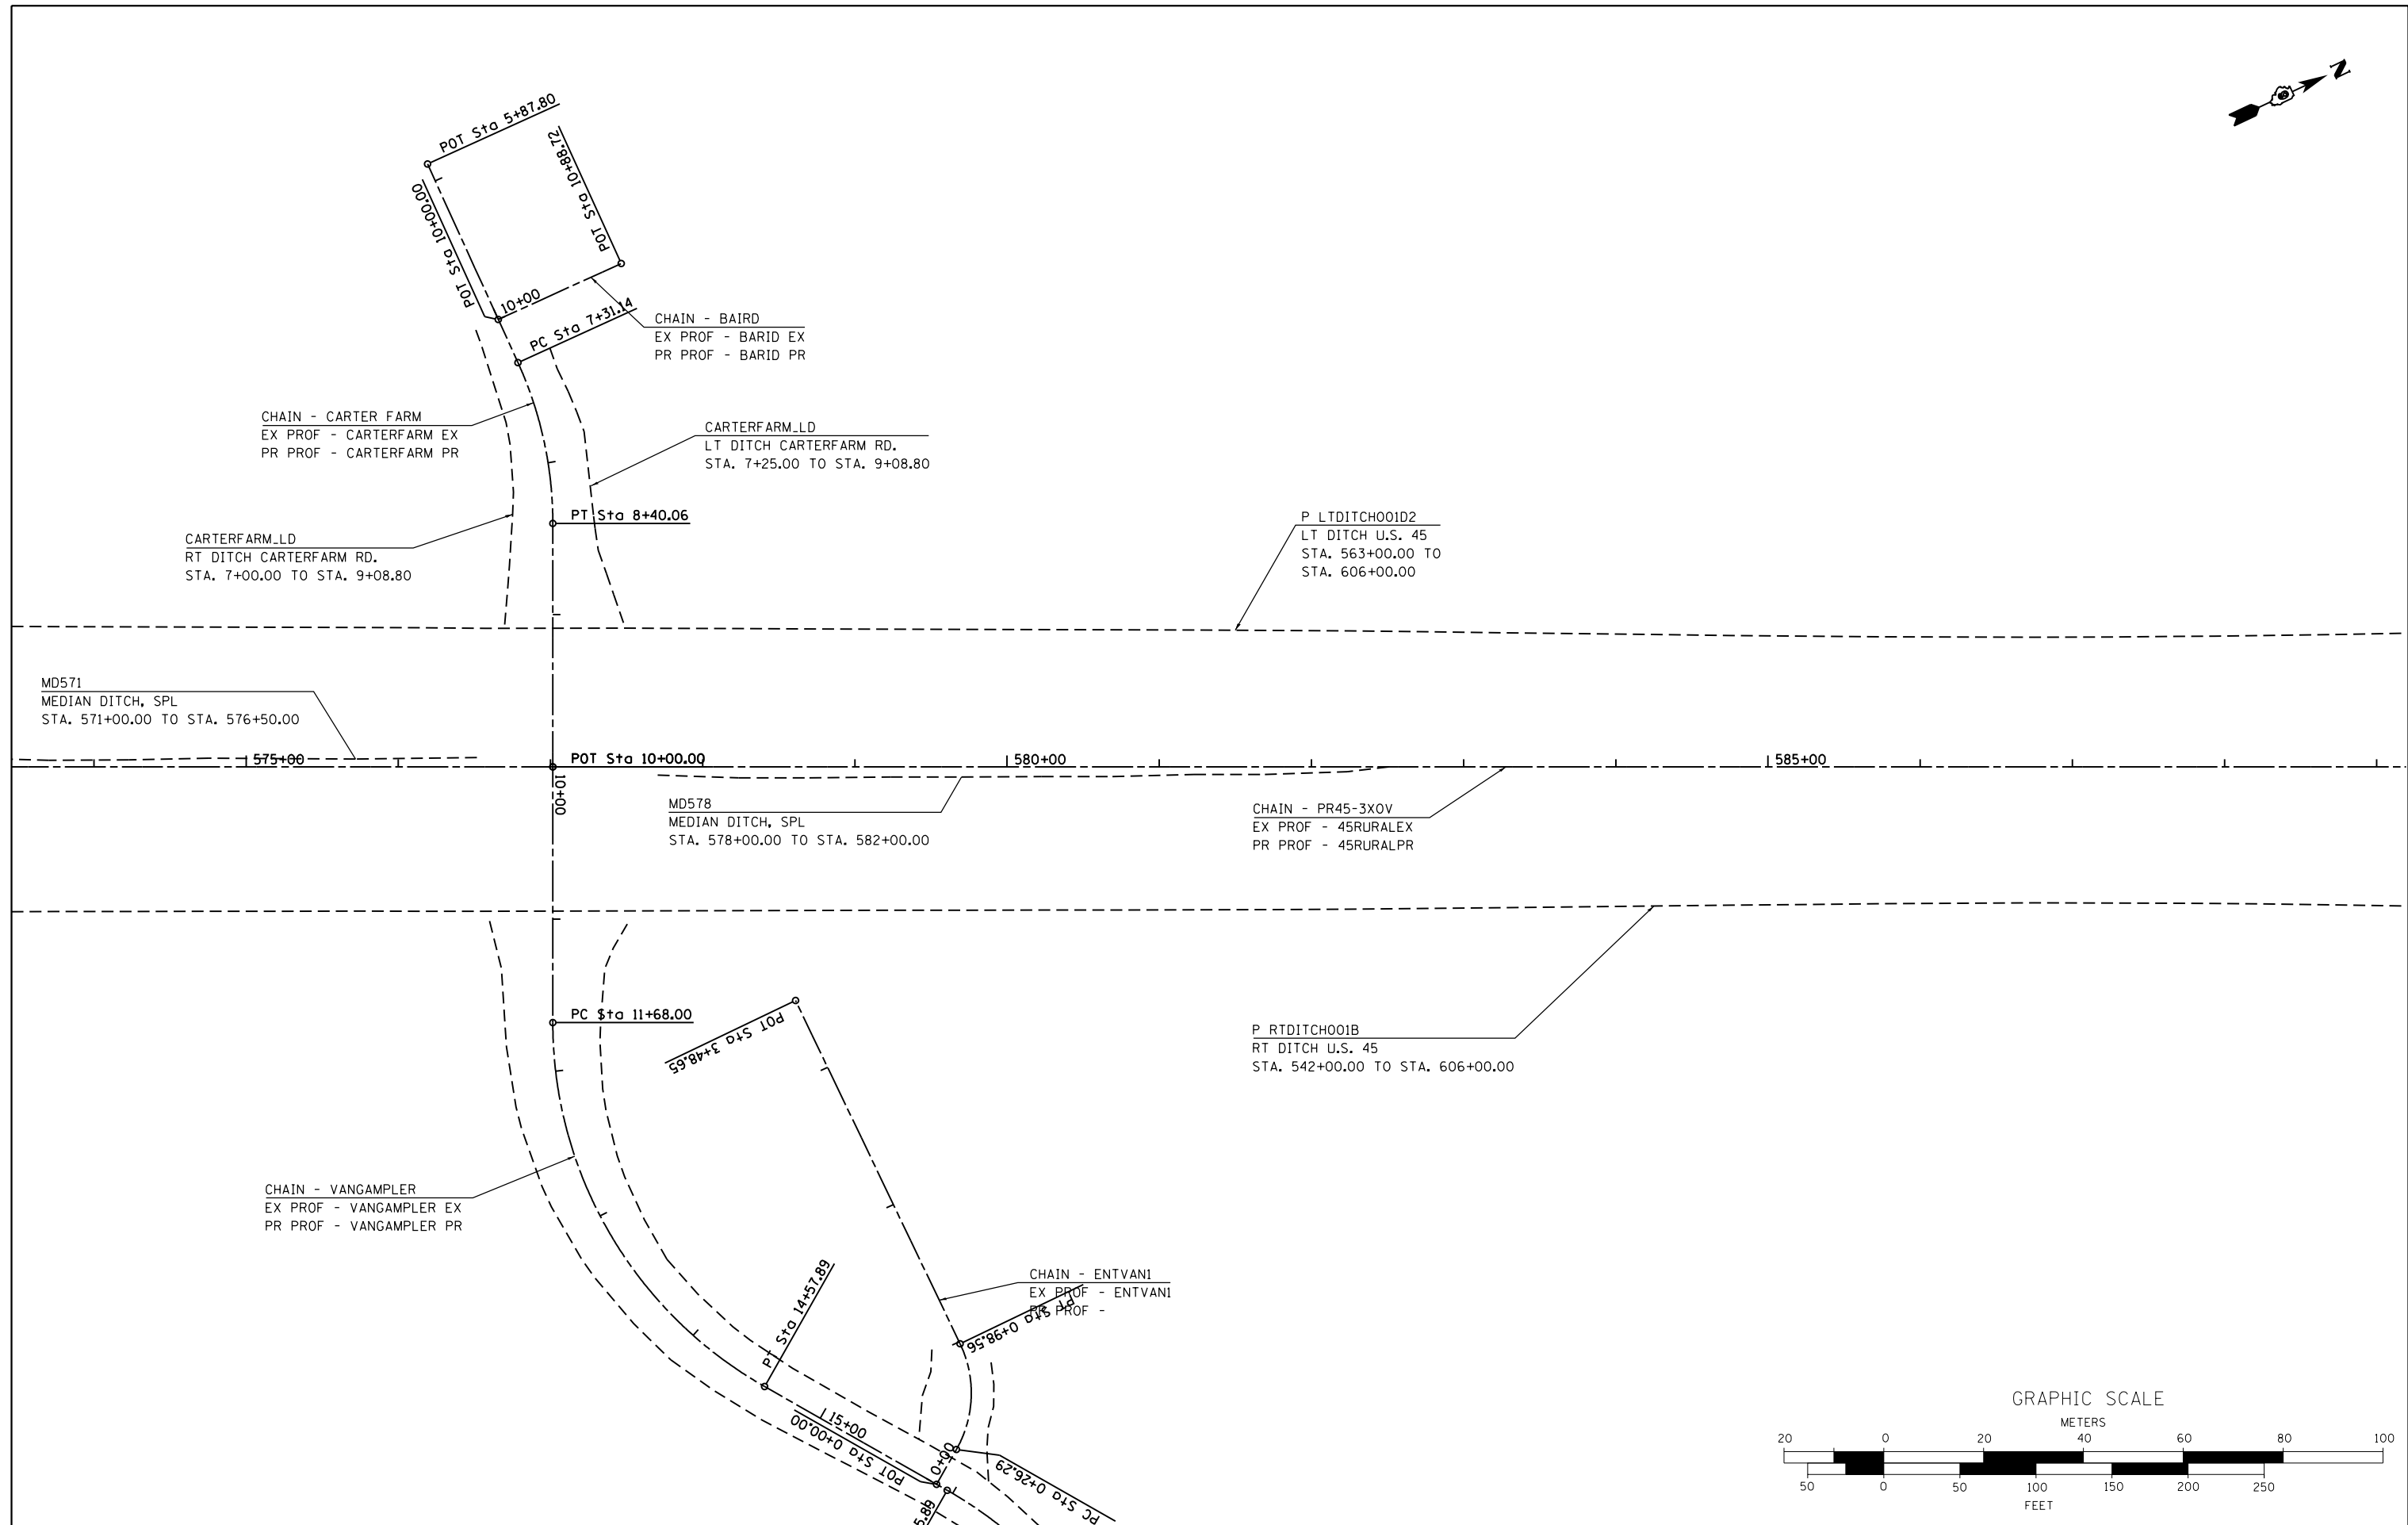 N
POT Sta 5+87.80
POT Sta 10+88.72
POT Sta 10+00.00
10+00
PC Sta 7+31.14
CHAIN - BAIRD
EX PROF - BARID EX
PR PROF - BARID PR
CHAIN - CARTER FARM
EX PROF - CARTERFARM EX
PR PROF - CARTERFARM PR
CARTERFARM_LD
LT DITCH CARTERFARM RD.
STA. 7+25.00 TO STA. 9+08.80
PT Sta 8+40.06
CARTERFARM_LD
RT DITCH CARTERFARM RD.
STA. 7+00.00 TO STA. 9+08.80
P LTDITCH001D2
LT DITCH U.S. 45
STA. 563+00.00 TO
STA. 606+00.00
MD571
MEDIAN DITCH, SPL
STA. 571+00.00 TO STA. 576+50.00
575+00
POT Sta 10+00.00
580+00
585+00
10+00
MD578
MEDIAN DITCH, SPL
STA. 578+00.00 TO STA. 582+00.00
CHAIN - PR45-3XOV
EX PROF - 45RURALEX
PR PROF - 45RURALPR
PC Sta 11+68.00
POT Sta 3+48.65
P RTDITCH001B
RT DITCH U.S. 45
STA. 542+00.00 TO STA. 606+00.00
CHAIN - VANGAMPLER
EX PROF - VANGAMPLER EX
PR PROF - VANGAMPLER PR
PT Sta 14+57.89
CHAIN - ENTVAN1
EX PROF - ENTVAN1
PR PROF -
PT Sta 0+98.56
15+00
POT Sta 0+00.00
0+00
PC Sta 0+26.29
5.89
GRAPHIC SCALE
METERS
20 0 20 40 60 80 100
50 0 50 100 150 200 250
FEET